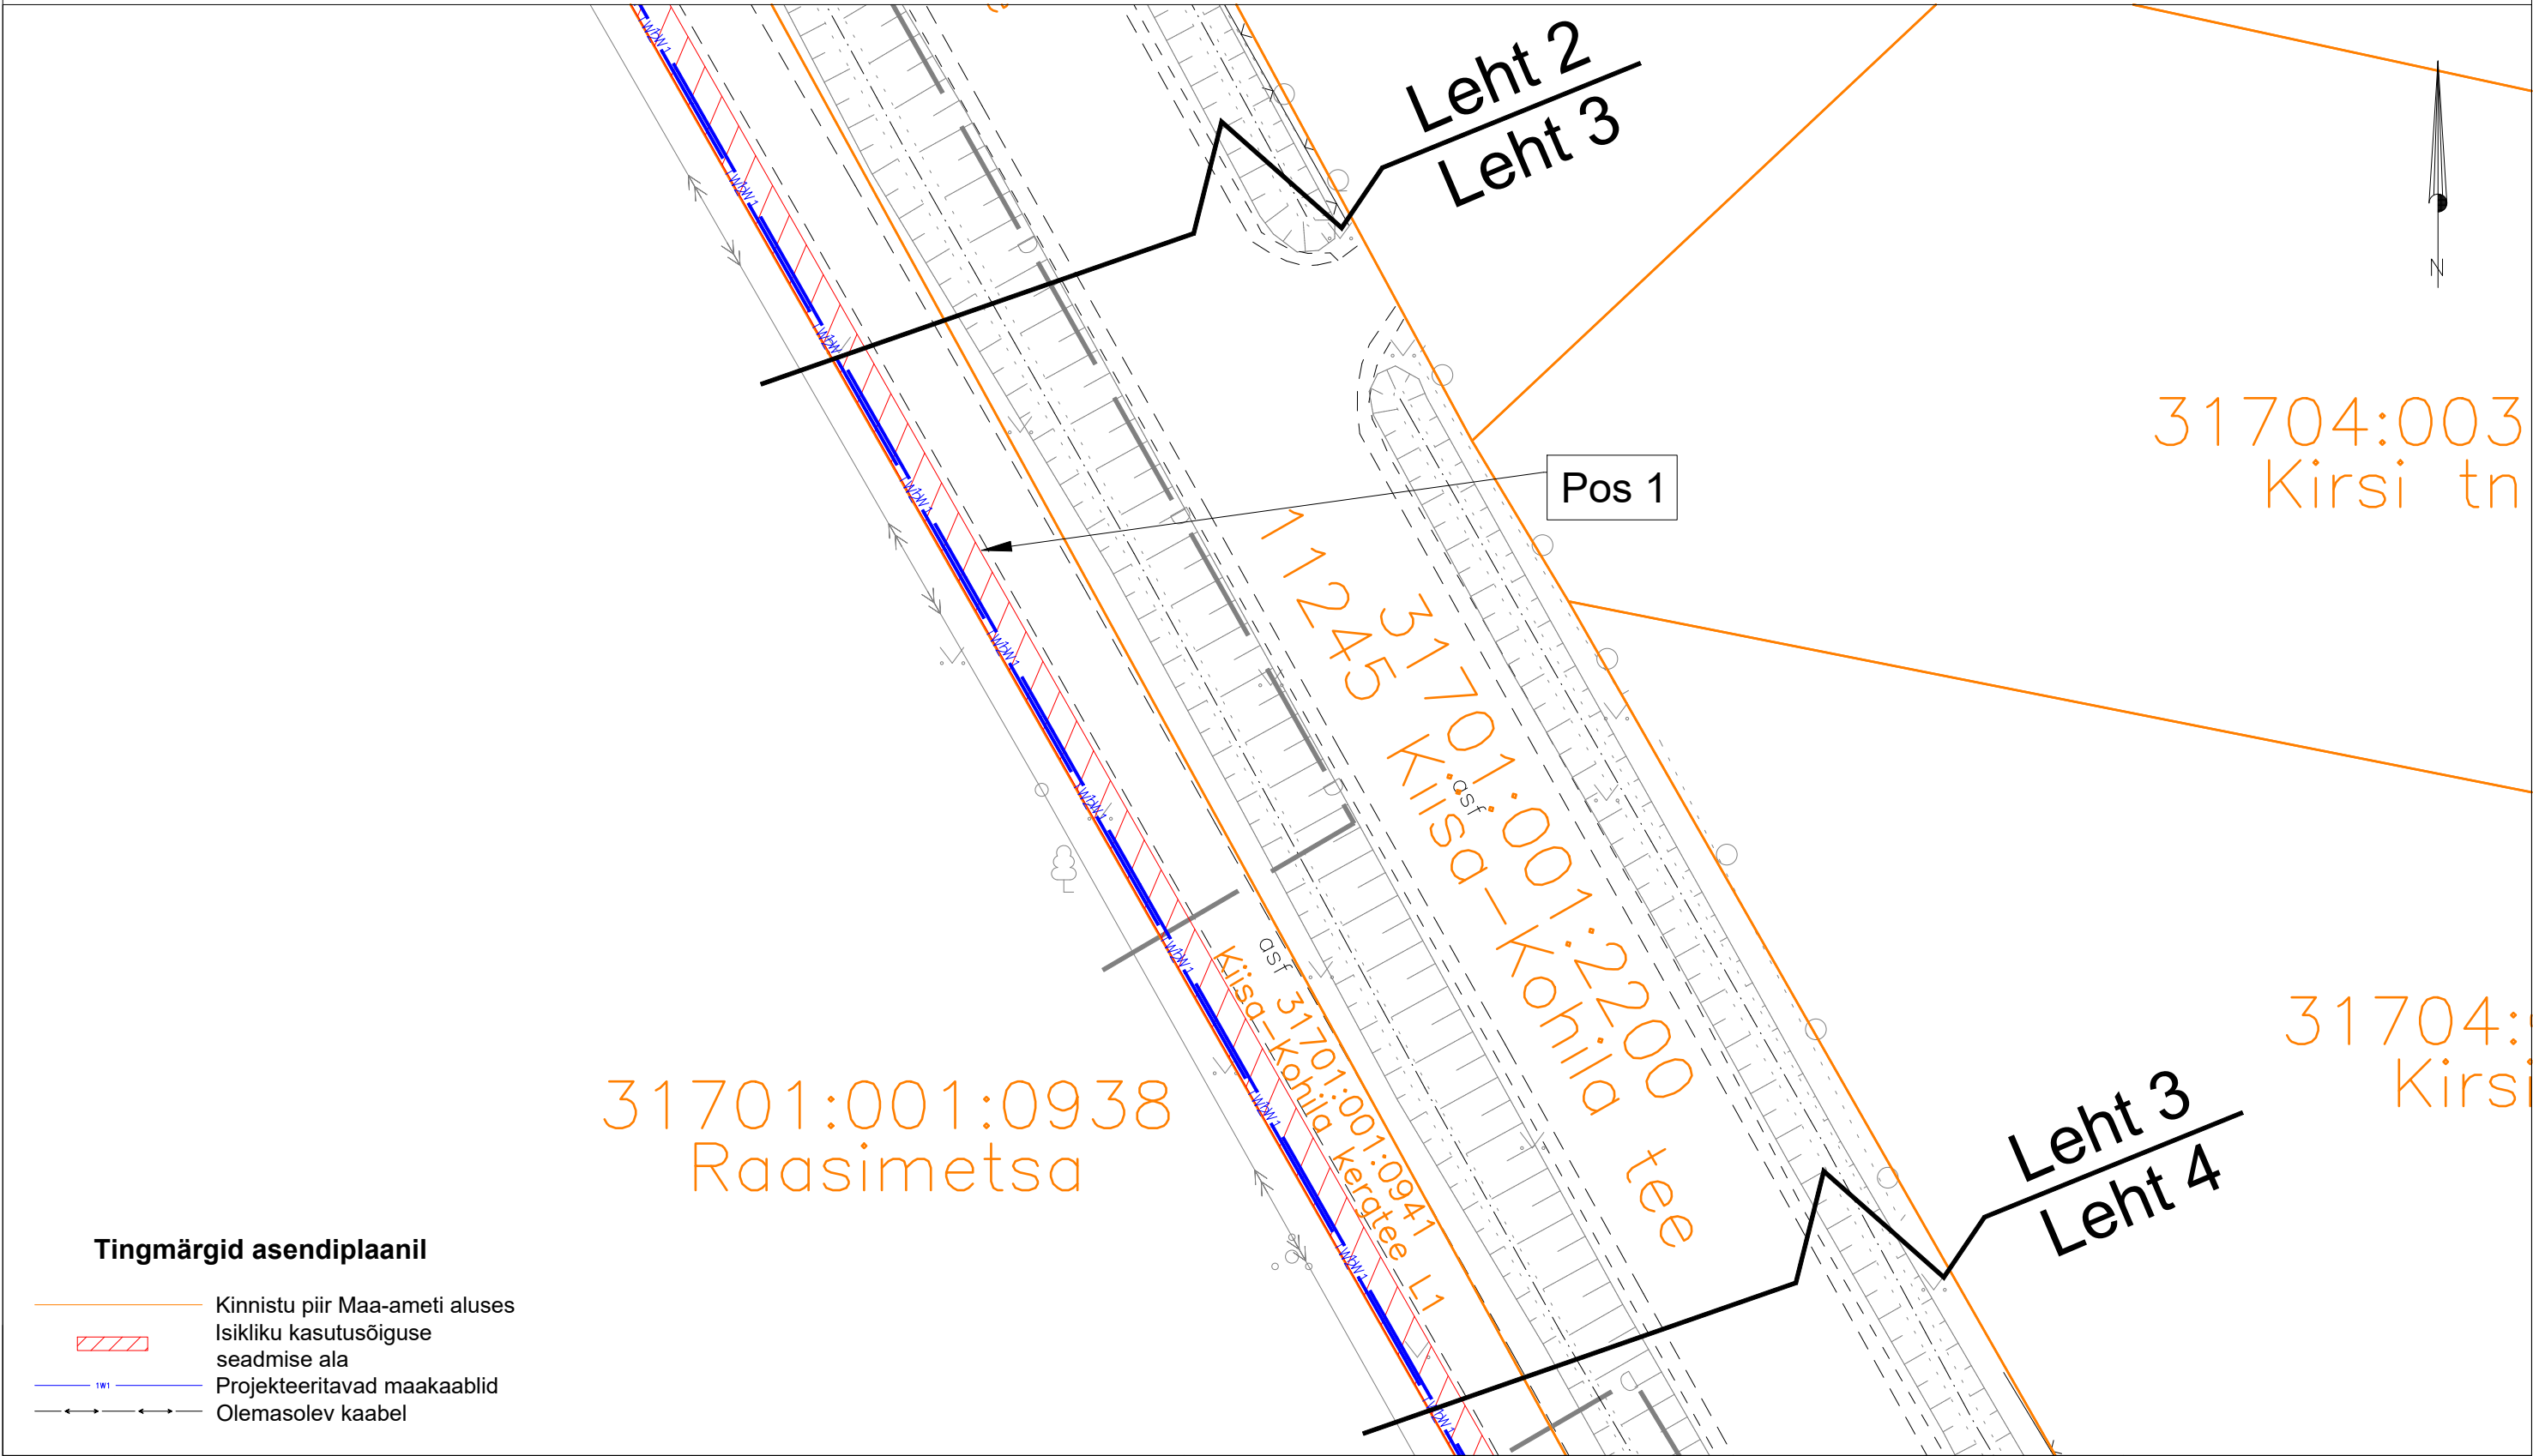 Leht 2
Leht 3
N
31704:003
Kirsi tn
Pos 1
31701:001:2200
11245 Kiisa-Kohila tee
asf
asf
31701:001:0941
Kiisa-Kohila kergtee L1
31704:
Kirsi
31701:001:0938
Raasimetsa
Leht 3
Leht 4
Tingmärgid asendiplaanil
Kinnistu piir Maa-ameti aluses
Isikliku kasutusõiguse
seadmise ala
1W1
Projekteeritavad maakaablid
Olemasolev kaabel